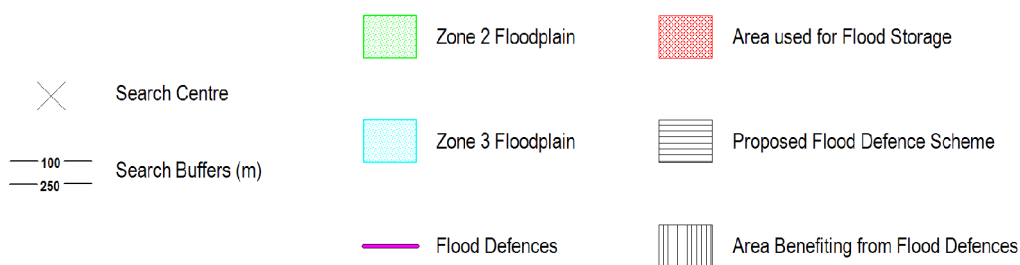 Zone 2 Floodplain
Area used for Flood Storage
Search Centre
Zone 3 Floodplain
Proposed Flood Defence Scheme
100
250
Search Buffers (m)
Flood Defences
Area Benefiting from Flood Defences